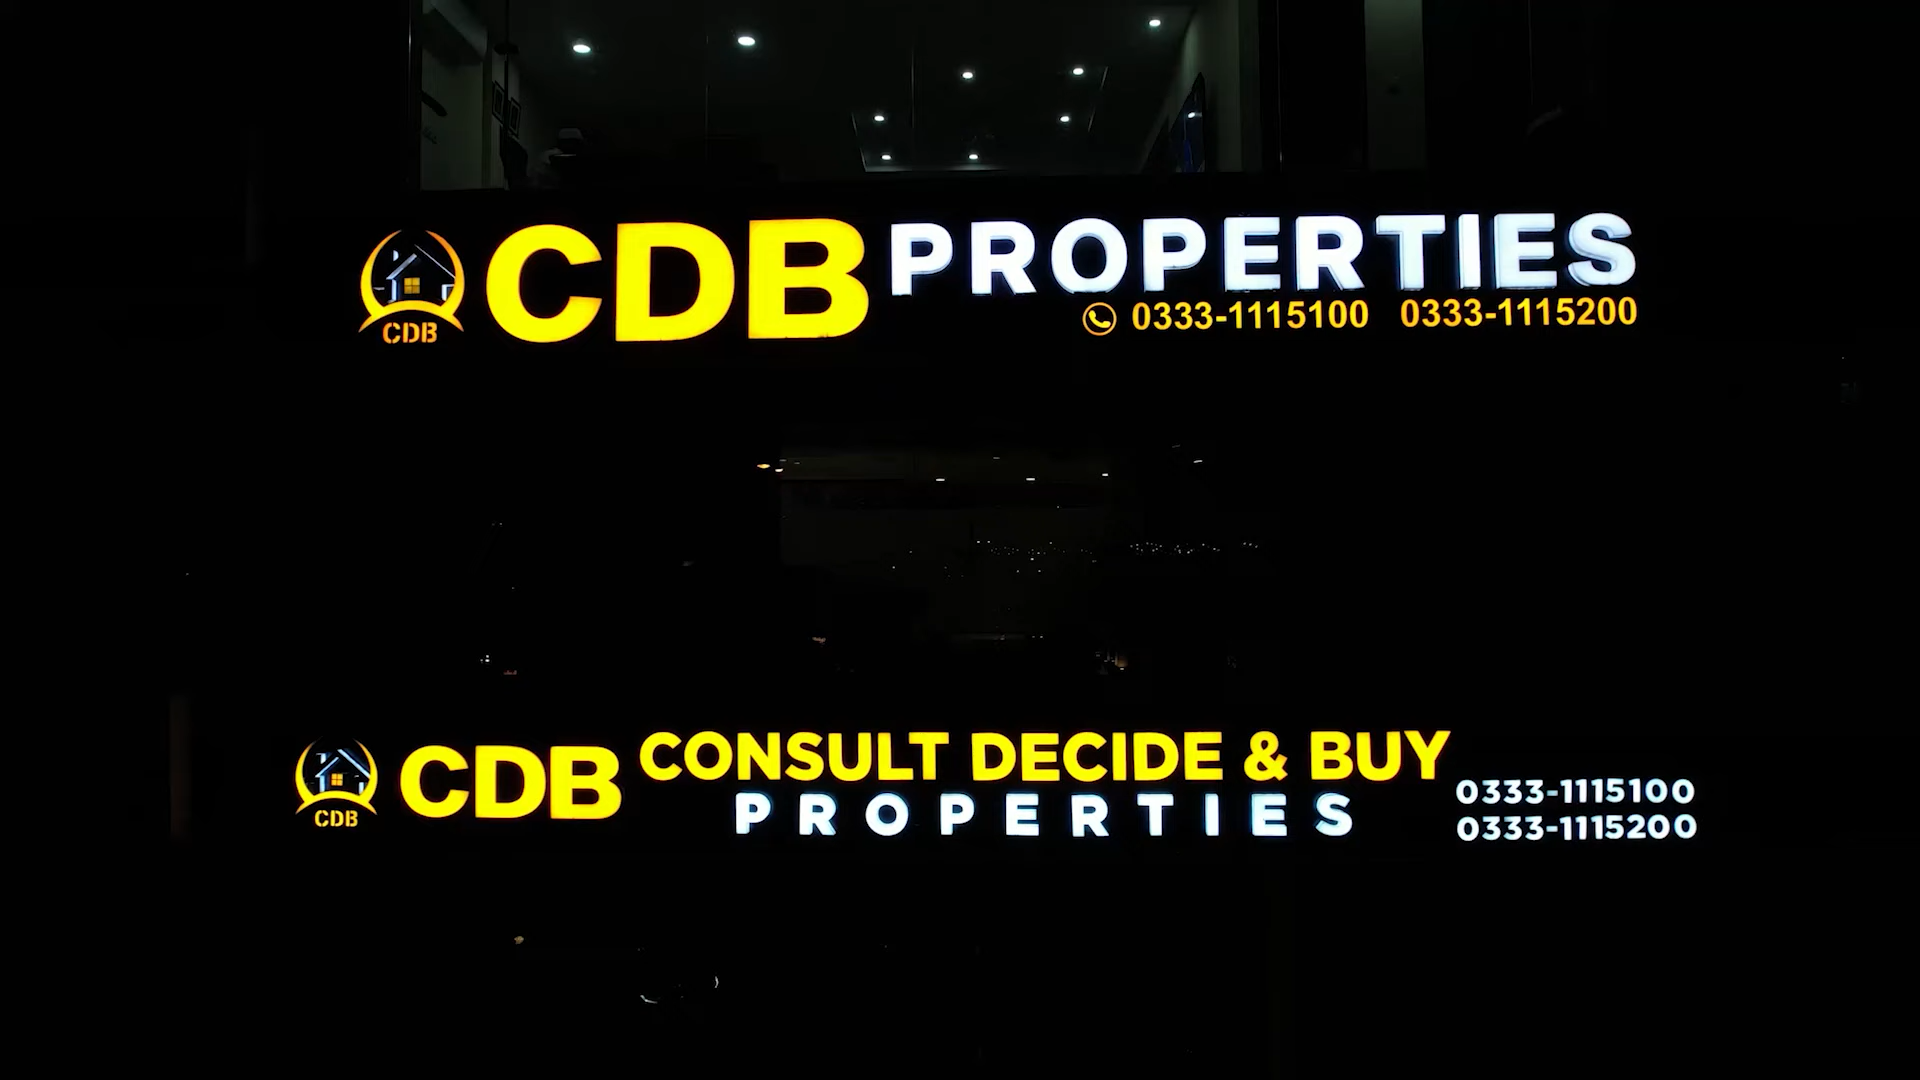 CDB PROPERTIES
CDB
0333-1115100 0333-1115200
CDB CONSULT DECIDE & BUY
PROPERTIES
CDB
0333-1115100
0333-1115200